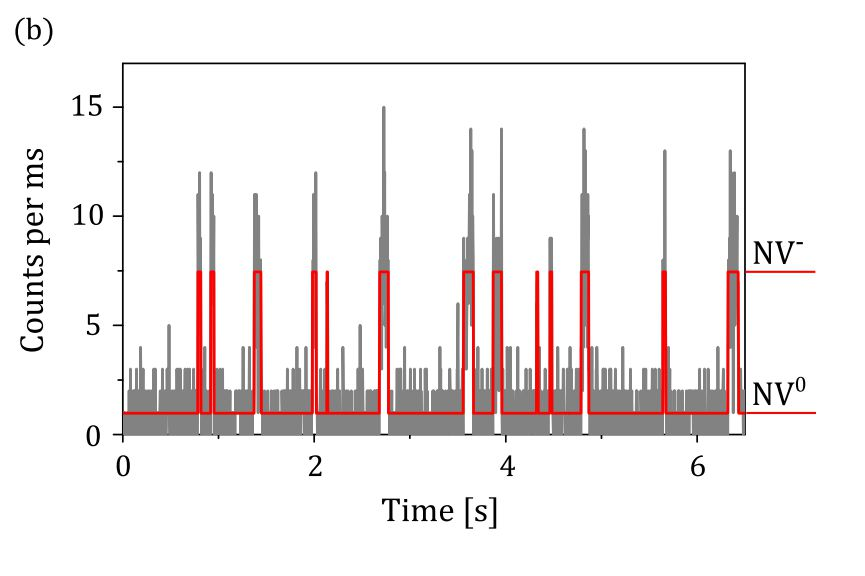 (b)
Counts per ms
15
10
5
0
NV⁻
NV⁰
0 2 4 6
Time [s]